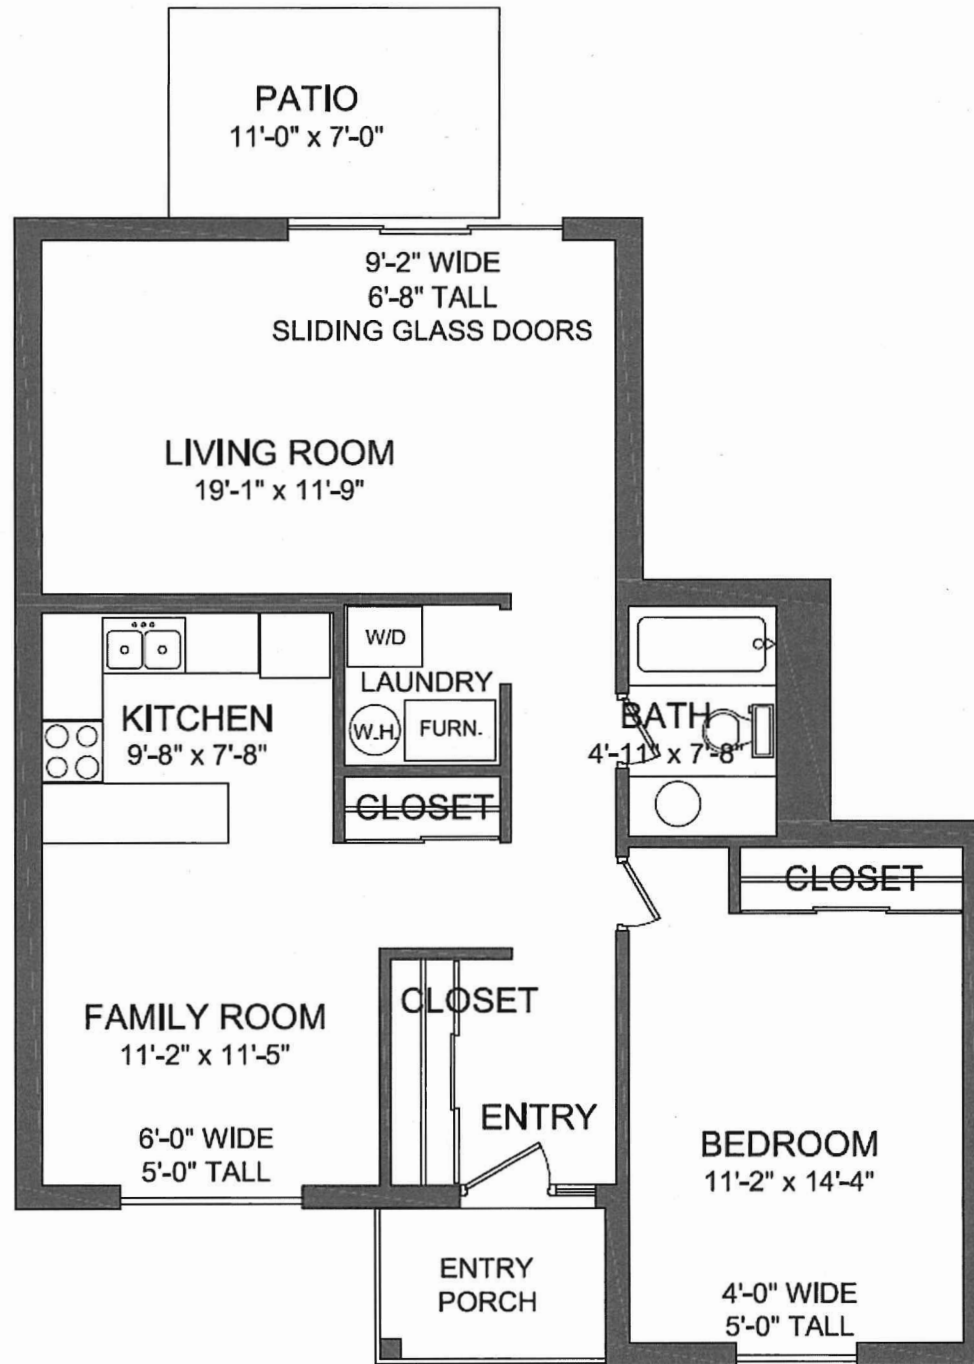 PATIO
11'-0" x 7'-0"
9'-2" WIDE
6'-8" TALL
SLIDING GLASS DOORS
LIVING ROOM
19'-1" x 11'-9"
W/D
LAUNDRY
W.H.
FURN.
KITCHEN
9'-8" x 7'-8"
BATH
4'-11" x 7'-8"
CLOSET
CLOSET
CLOSET
FAMILY ROOM
11'-2" x 11'-5"
6'-0" WIDE
5'-0" TALL
ENTRY
BEDROOM
11'-2" x 14'-4"
ENTRY
PORCH
4'-0" WIDE
5'-0" TALL